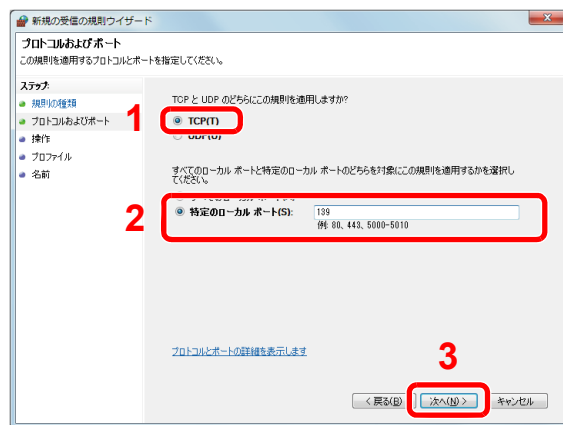 新規の受信の規則ウィザード
プロトコルおよびポート
この規則を適用するプロトコルとポートを指定してください。
ステップ:
規則の種類
プロトコルおよびポート
操作
プロファイル
名前
1
TCP と UDP のどちらにこの規則を適用しますか?
TCP(T)
UDP(U)
すべてのローカル ポートと特定のローカル ポートのどちらを対象にこの規則を適用するかを選択し
てください。
2
特定のローカル ポート(S):
139
例: 80、443、5000-5010
プロトコルとポートの詳細を表示します
3
< 戻る(B)
次へ(N) >
キャンセル